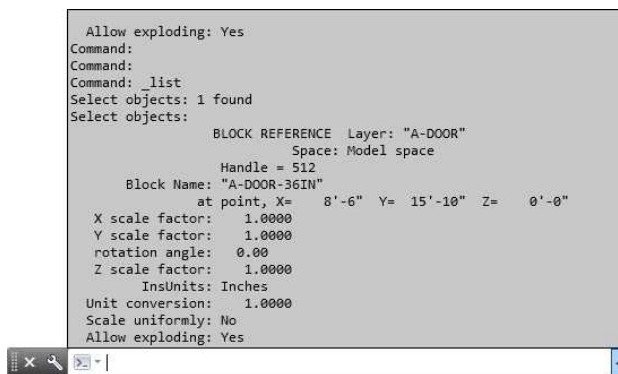 Allow exploding: Yes
Command:
Command:
Command: _list
Select objects: 1 found
Select objects:
BLOCK REFERENCE Layer: "A-DOOR"
Space: Model space
Handle = 512
Block Name: "A-DOOR-36IN"
at point, X= 8'-6" Y= 15'-10" Z= 0'-0"
X scale factor: 1.0000
Y scale factor: 1.0000
rotation angle: 0.00
Z scale factor: 1.0000
InsUnits: Inches
Unit conversion: 1.0000
Scale uniformly: No
Allow exploding: Yes